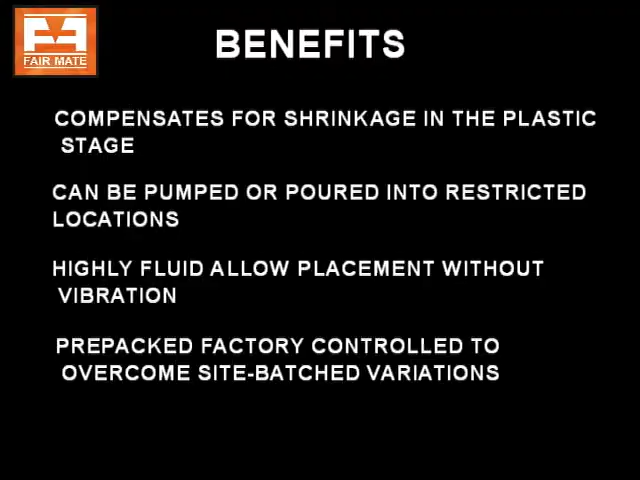 FAIR MATE
BENEFITS
COMPENSATES FOR SHRINKAGE IN THE PLASTIC
STAGE
CAN BE PUMPED OR POURED INTO RESTRICTED
LOCATIONS
HIGHLY FLUID ALLOW PLACEMENT WITHOUT
VIBRATION
PREPACKED FACTORY CONTROLLED TO
OVERCOME SITE-BATCHED VARIATIONS